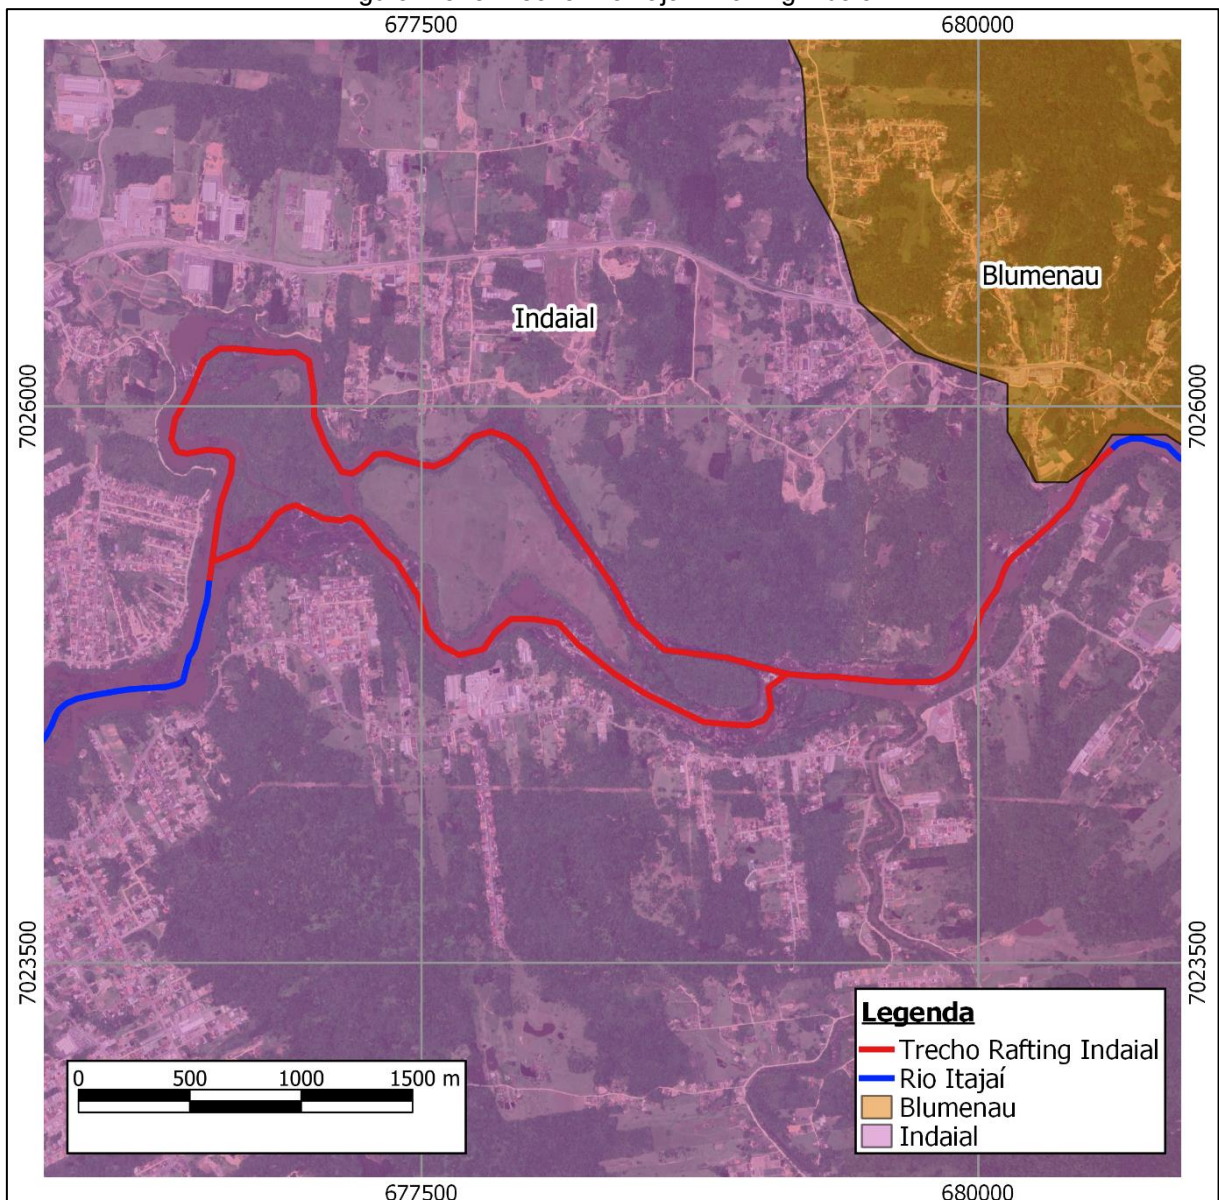 677500 680000
Blumenau
Indaial
7026000 7026000
7023500 7023500
Legenda
Trecho Rafting Indaial
Rio Itajaí
Blumenau
Indaial
0 500 1000 1500 m
677500 680000